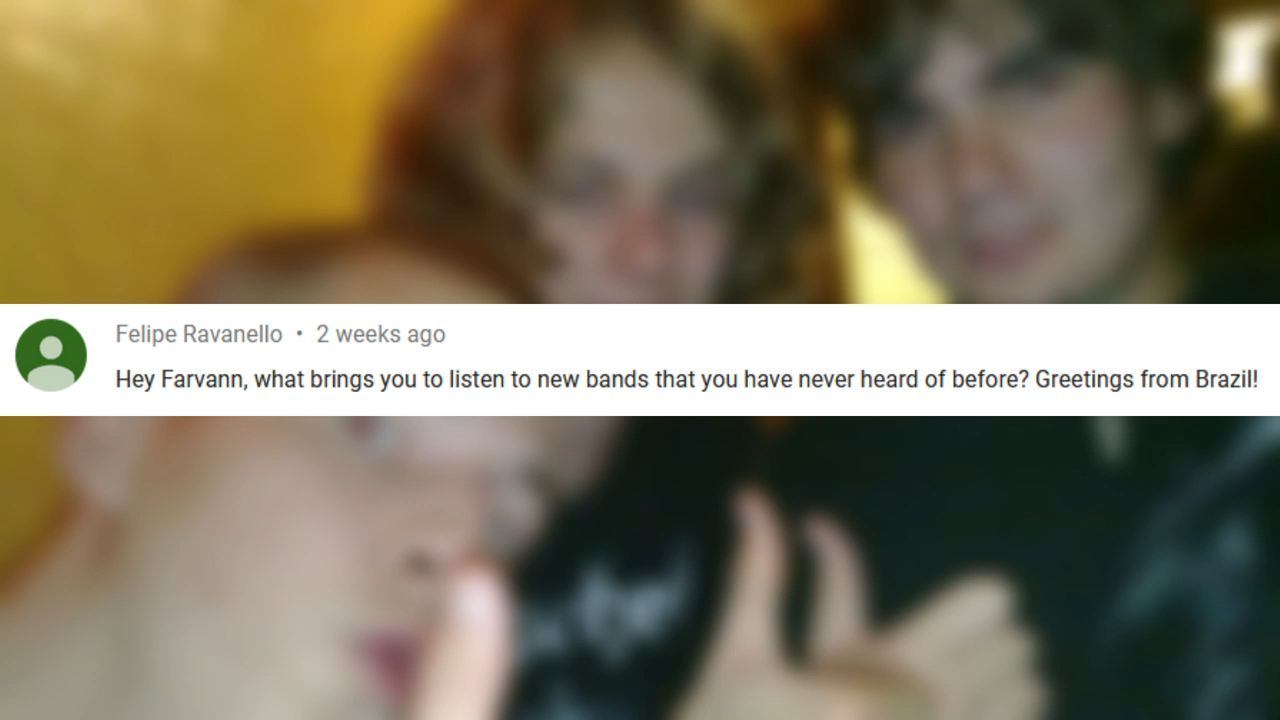 Felipe Ravanello • 2 weeks ago
Hey Farvann, what brings you to listen to new bands that you have never heard of before? Greetings from Brazil!